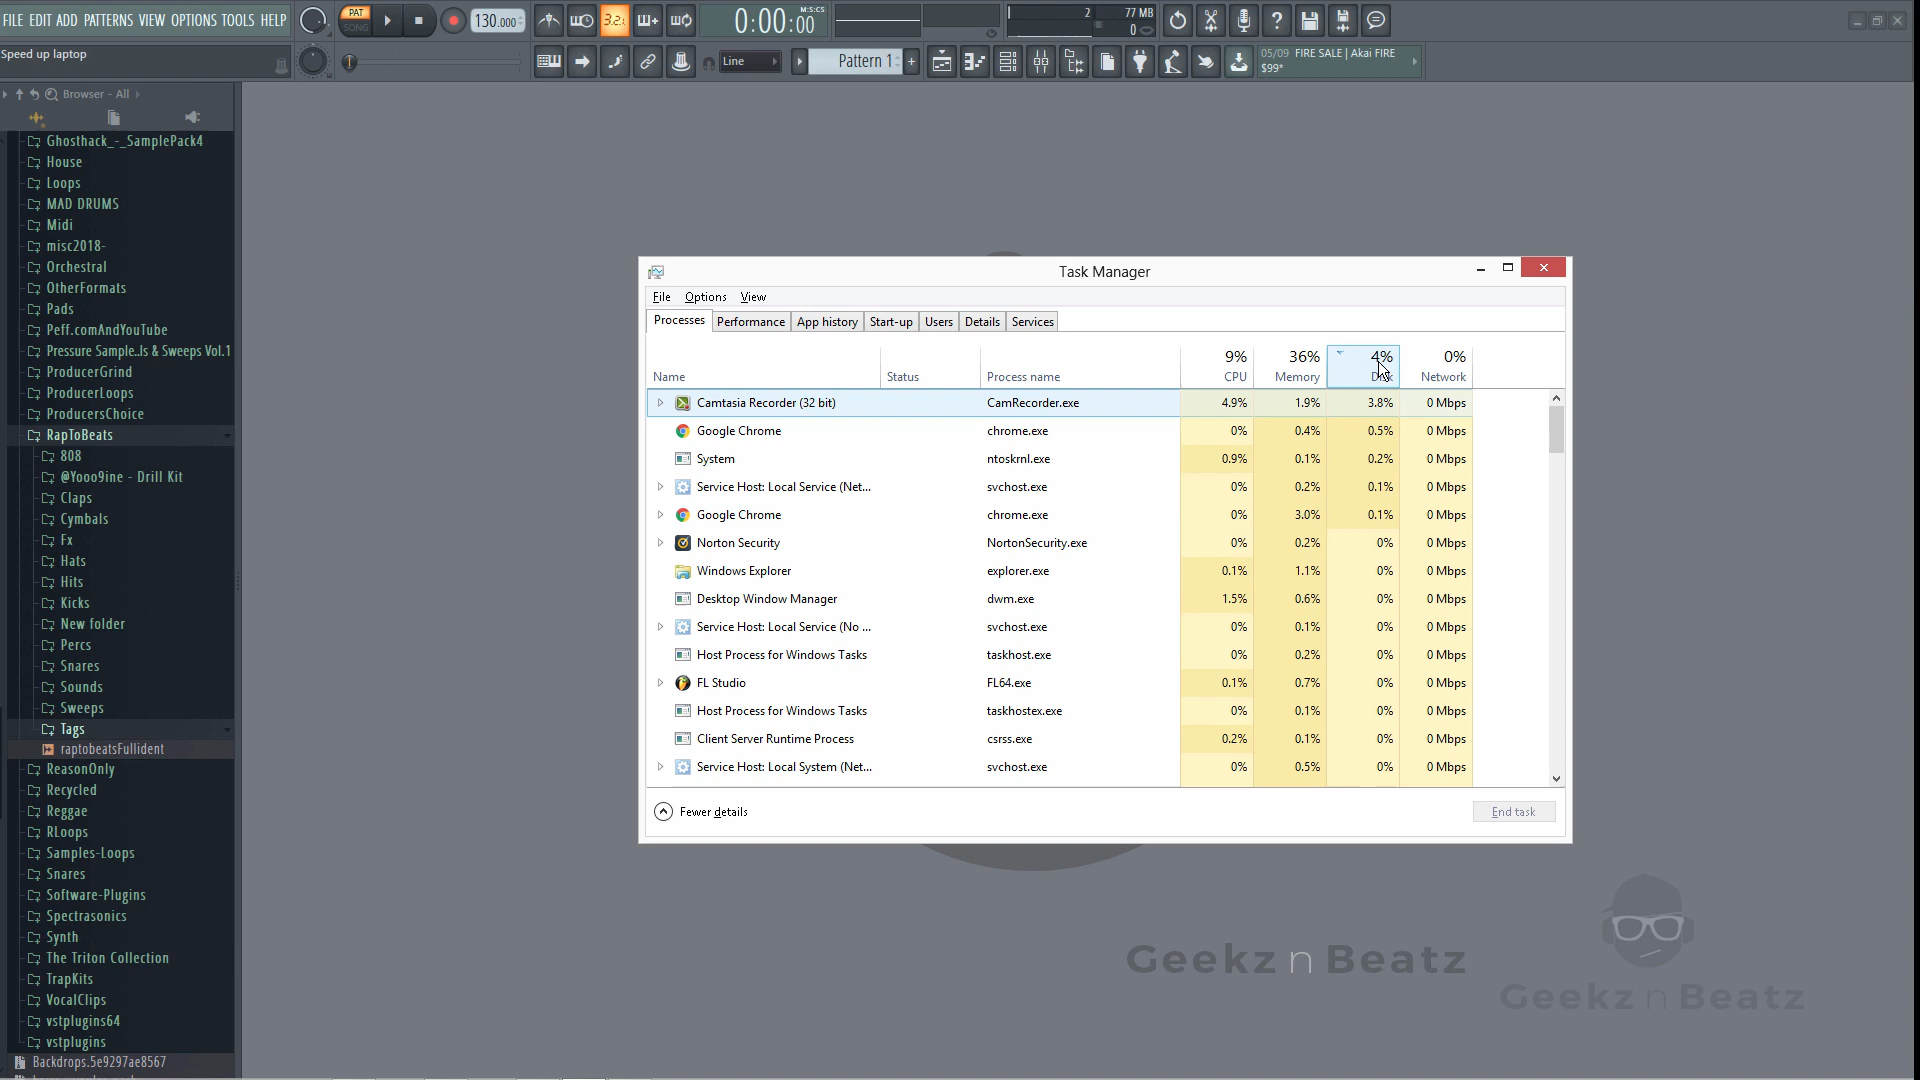 FILE EDIT ADD PATTERNS VIEW OPTIONS TOOLS HELP
PAT
SONG
130.000
3.2.
0:00:00
M:S:CS
2
77 MB
0
Speed up laptop
Line
Pattern 1
+
05/09 FIRE SALE | Akai FIRE
$99*
Browser - All
Ghosthack_-_SamplePack4
House
Loops
MAD DRUMS
Midi
misc2018-
Orchestral
OtherFormats
Pads
Peff.comAndYouTube
Pressure Sample..ls & Sweeps Vol.1
ProducerGrind
ProducerLoops
ProducersChoice
RapToBeats
808
@Yooo9ine - Drill Kit
Claps
Cymbals
Fx
Hats
Hits
Kicks
New folder
Percs
Snares
Sounds
Sweeps
Tags
raptobeatsFullident
ReasonOnly
Recycled
Reggae
RLoops
Samples-Loops
Snares
Software-Plugins
Spectrasonics
Synth
The Triton Collection
TrapKits
VocalClips
vstplugins64
vstplugins
Backdrops.5e9297ae8567
Task Manager
File Options View
Processes Performance App history Start-up Users Details Services
9% 36% 4% 0%
Name Status Process name CPU Memory Disk Network
Camtasia Recorder (32 bit) CamRecorder.exe 4.9% 1.9% 3.8% 0 Mbps
Google Chrome chrome.exe 0% 0.4% 0.5% 0 Mbps
System ntoskrnl.exe 0.9% 0.1% 0.2% 0 Mbps
Service Host: Local Service (Net... svchost.exe 0% 0.2% 0.1% 0 Mbps
Google Chrome chrome.exe 0% 3.0% 0.1% 0 Mbps
Norton Security NortonSecurity.exe 0% 0.2% 0% 0 Mbps
Windows Explorer explorer.exe 0.1% 1.1% 0% 0 Mbps
Desktop Window Manager dwm.exe 1.5% 0.6% 0% 0 Mbps
Service Host: Local Service (No ... svchost.exe 0% 0.1% 0% 0 Mbps
Host Process for Windows Tasks taskhost.exe 0% 0.2% 0% 0 Mbps
FL Studio FL64.exe 0.1% 0.7% 0% 0 Mbps
Host Process for Windows Tasks taskhostex.exe 0% 0.1% 0% 0 Mbps
Client Server Runtime Process csrss.exe 0.2% 0.1% 0% 0 Mbps
Service Host: Local System (Net... svchost.exe 0% 0.5% 0% 0 Mbps
Fewer details
End task
Geekz n Beatz
Geekz n Beatz